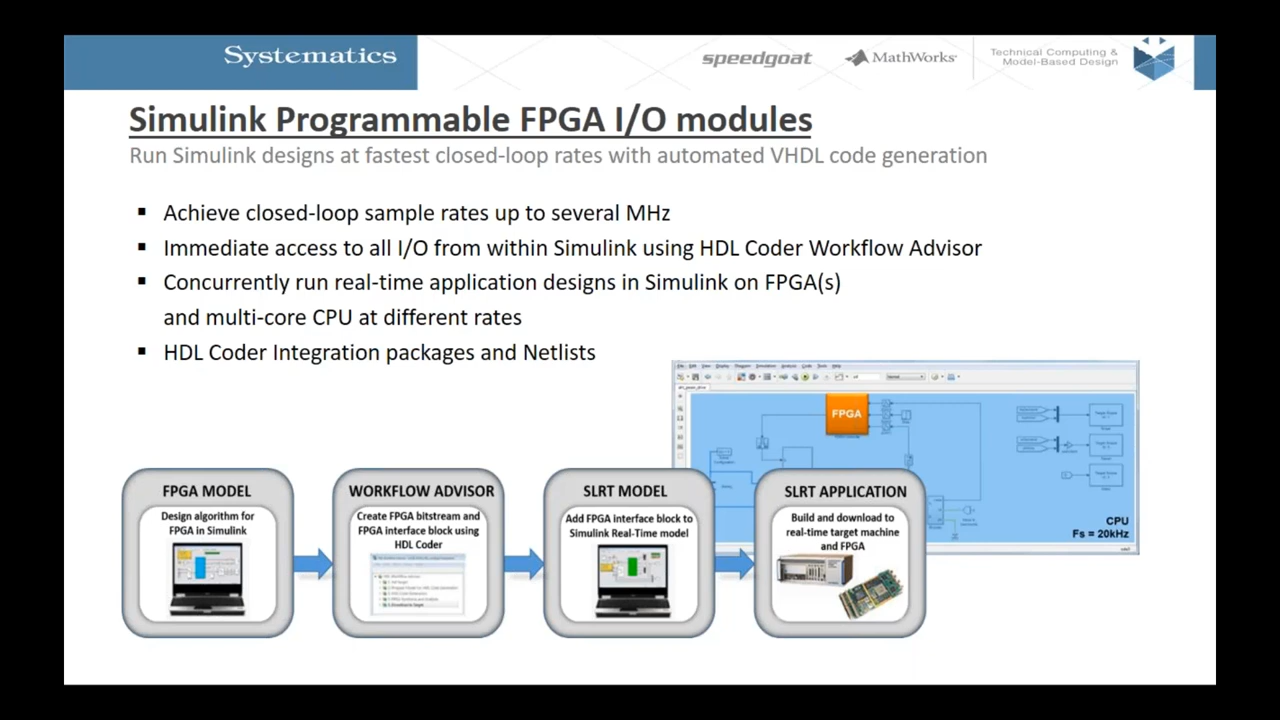 Systematics
speedgoat
MathWorks
Technical Computing &
Model-Based Design
Simulink Programmable FPGA I/O modules
Run Simulink designs at fastest closed-loop rates with automated VHDL code generation
▪ Achieve closed-loop sample rates up to several MHz
▪ Immediate access to all I/O from within Simulink using HDL Coder Workflow Advisor
▪ Concurrently run real-time application designs in Simulink on FPGA(s)
and multi-core CPU at different rates
▪ HDL Coder Integration packages and Netlists
FPGA
CPU
Fs = 20kHz
FPGA MODEL
Design algorithm for
FPGA in Simulink
WORKFLOW ADVISOR
Create FPGA bitstream and
FPGA interface block using
HDL Coder
SLRT MODEL
Add FPGA interface block to
Simulink Real-Time model
SLRT APPLICATION
Build and download to
real-time target machine
and FPGA